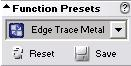 Function Presets ?
Edge Trace Metal
Reset Save